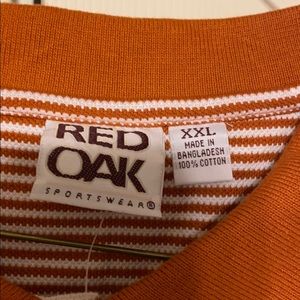 RED
OAK
SPORTSWEAR®
XXL
MADE IN
BANGLADESH
100% COTTON